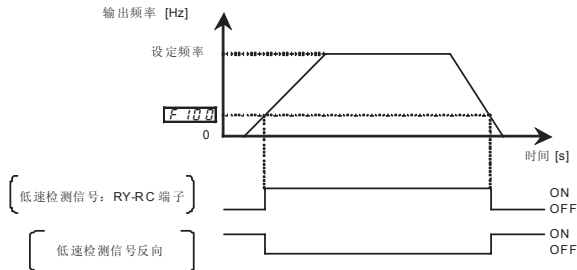 输出频率 [Hz]
设定频率
F100
0
时间 [s]
低速检测信号：RY-RC 端子
ON
OFF
低速检测信号反向
ON
OFF